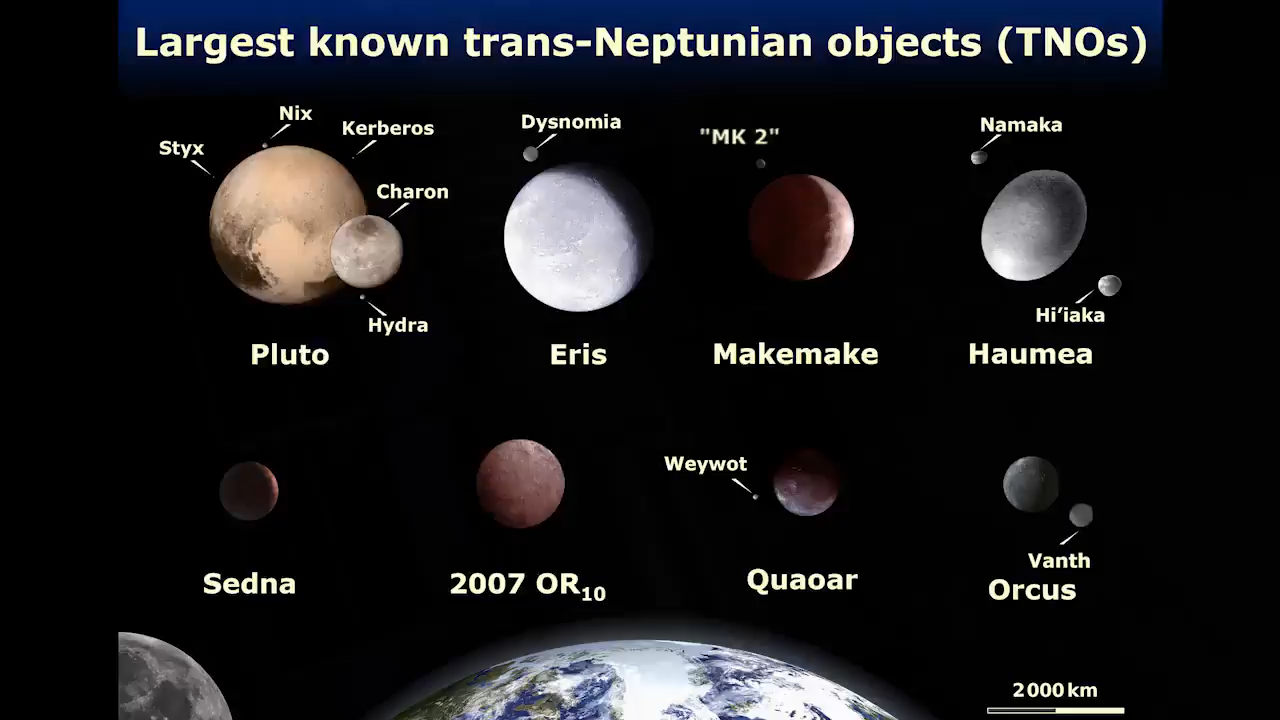 Largest known trans-Neptunian objects (TNOs)
Nix
Kerberos
Styx
Charon
Hydra
Pluto
Dysnomia
Eris
"MK 2"
Makemake
Namaka
Hi’iaka
Haumea
Sedna
2007 OR10
Weywot
Quaoar
Vanth
Orcus
2000 km